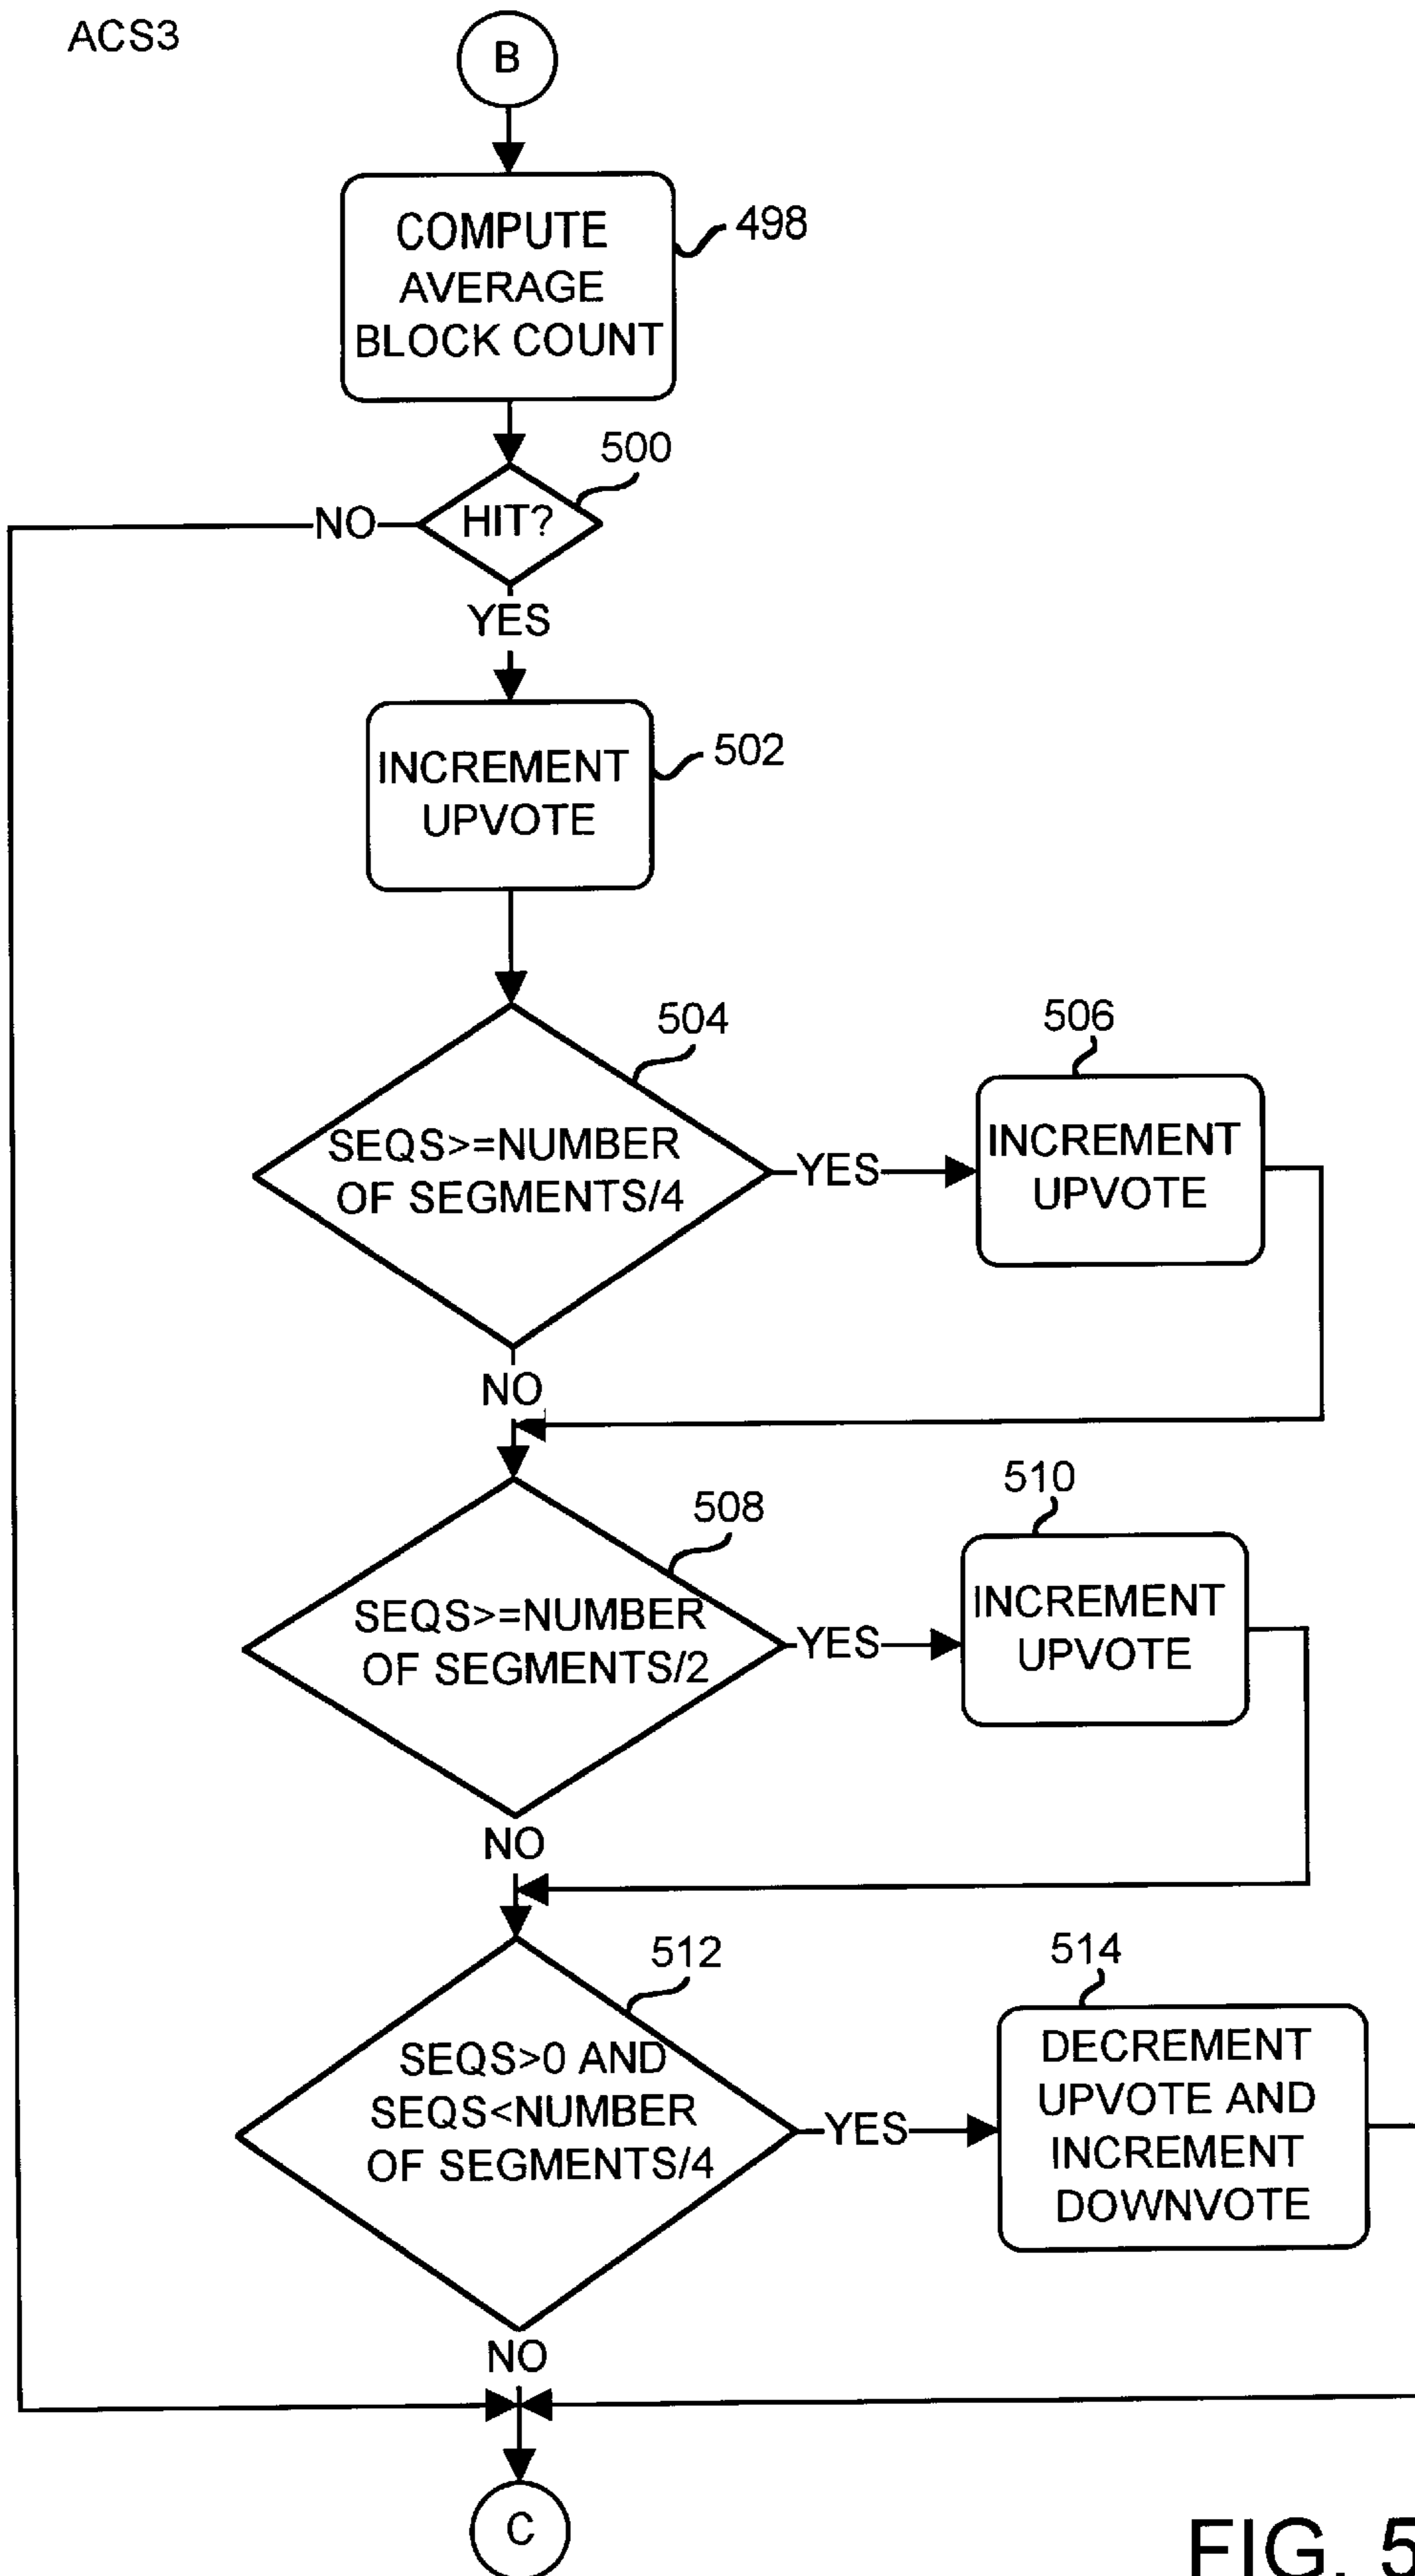 ACS3
B
COMPUTE
AVERAGE
BLOCK COUNT
498
500
HIT?
NO
YES
INCREMENT
UPVOTE
502
504
SEQS>=NUMBER
OF SEGMENTS/4
YES
506
INCREMENT
UPVOTE
NO
508
SEQS>=NUMBER
OF SEGMENTS/2
YES
510
INCREMENT
UPVOTE
NO
512
SEQS>0 AND
SEQS<NUMBER
OF SEGMENTS/4
YES
514
DECREMENT
UPVOTE AND
INCREMENT
DOWNVOTE
NO
C
FIG. 5